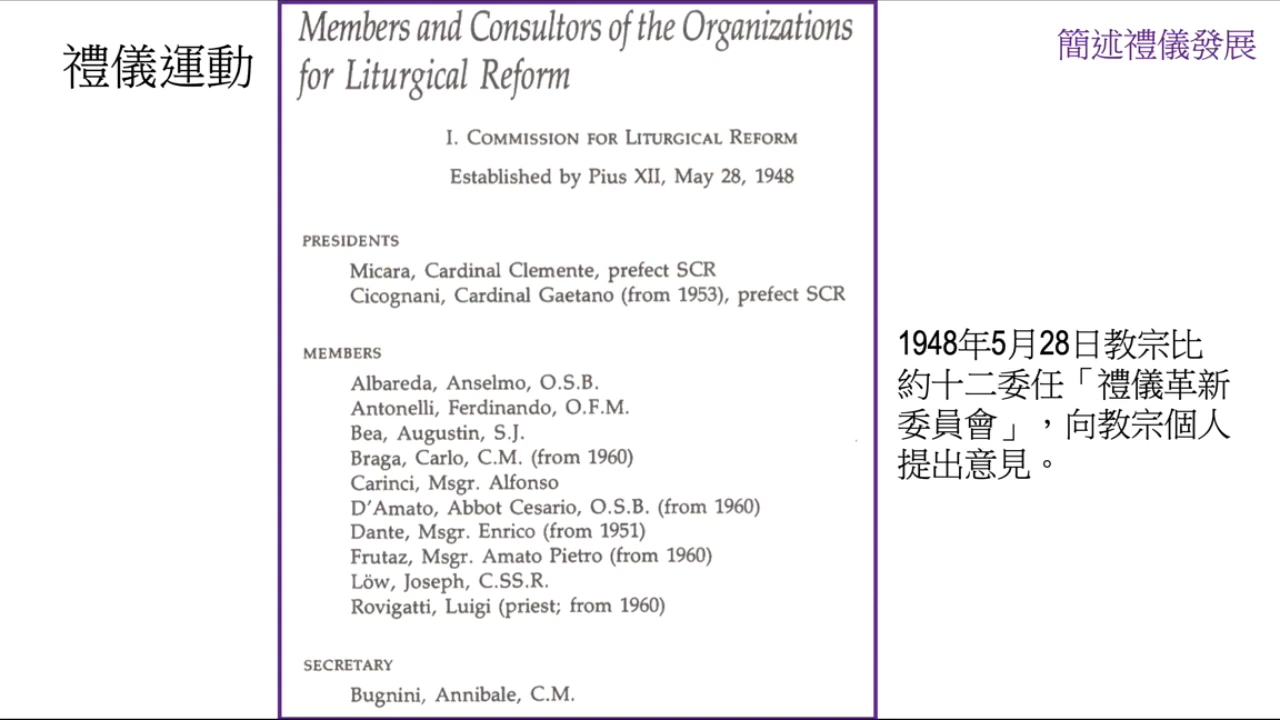 禮儀運動
簡述禮儀發展
Members and Consultors of the Organizations
for Liturgical Reform
I. COMMISSION FOR LITURGICAL REFORM
Established by Pius XII, May 28, 1948
PRESIDENTS
Micara, Cardinal Clemente, prefect SCR
Cicognani, Cardinal Gaetano (from 1953), prefect SCR
MEMBERS
Albareda, Anselmo, O.S.B.
Antonelli, Ferdinando, O.F.M.
Bea, Augustin, S.J.
Braga, Carlo, C.M. (from 1960)
Carinci, Msgr. Alfonso
D'Amato, Abbot Cesario, O.S.B. (from 1960)
Dante, Msgr. Enrico (from 1951)
Frutaz, Msgr. Amato Pietro (from 1960)
Löw, Joseph, C.SS.R.
Rovigatti, Luigi (priest; from 1960)
SECRETARY
Bugnini, Annibale, C.M.
1948年5月28日教宗比
約十二委任「禮儀革新
委員會」，向教宗個人
提出意見。